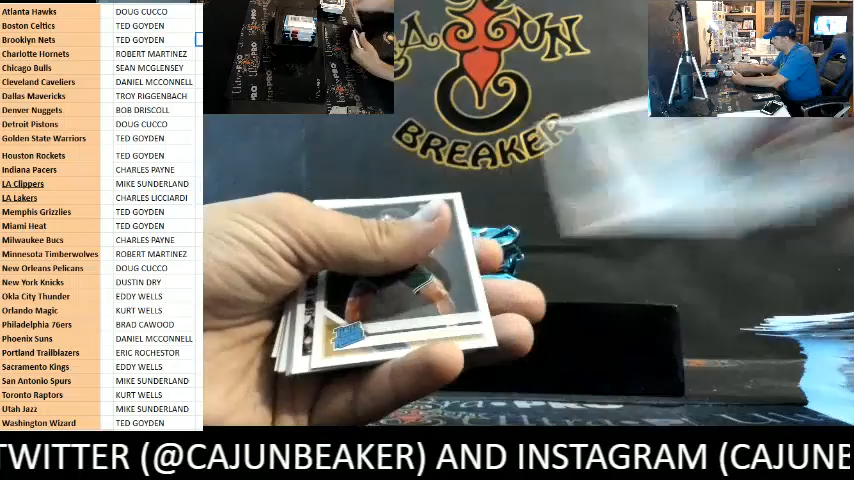 Atlanta Hawks DOUG CUCCO
Boston Celtics TED GOYDEN
Brooklyn Nets TED GOYDEN
Charlotte Hornets ROBERT MARTINEZ
Chicago Bulls SEAN MCGLENSEY
Cleveland Caveliers DANIEL MCCONNELL
Dallas Mavericks TROY RIGGENBACH
Denver Nuggets BOB DRISCOLL
Detroit Pistons DOUG CUCCO
Golden State Warriors TED GOYDEN
Houston Rockets TED GOYDEN
Indiana Pacers CHARLES PAYNE
LA Clippers MIKE SUNDERLAND
LA Lakers CHARLES LICCIARDI
Memphis Grizzlies TED GOYDEN
Miami Heat TED GOYDEN
Milwaukee Bucs CHARLES PAYNE
Minnesota Timberwolves ROBERT MARTINEZ
New Orleans Pelicans DOUG CUCCO
New York Knicks DUSTIN DRY
Okla City Thunder EDDY WELLS
Orlando Magic KURT WELLS
Philadelphia 76ers BRAD CAWOOD
Phoenix Suns DANIEL MCCONNELL
Portland Trailblazers ERIC ROCHESTOR
Sacramento Kings EDDY WELLS
San Antonio Spurs MIKE SUNDERLAND
Toronto Raptors KURT WELLS
Utah Jazz MIKE SUNDERLAND
Washington Wizard TED GOYDEN
BREAKER
TWITTER (@CAJUNBEAKER) AND INSTAGRAM (CAJUNE